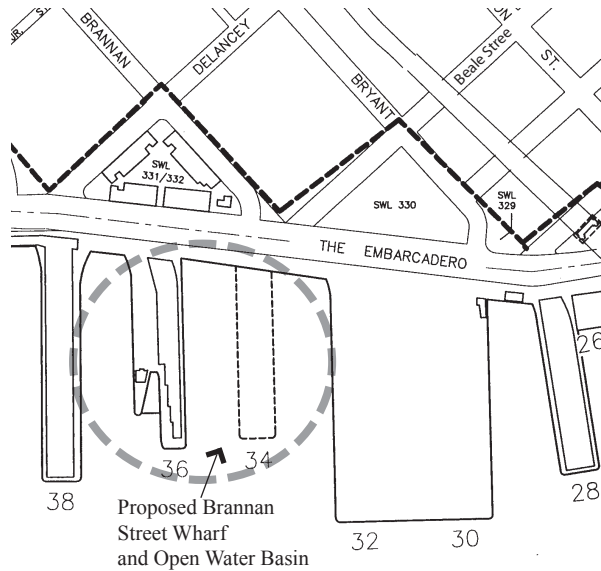 BRANNAN
DELANCEY
BRYANT
Beale Stree
ST.
SWL
331/332
SWL 330
SWL
329
THE EMBARCADERO
26
38
36
34
32
30
28
Proposed Brannan
Street Wharf
and Open Water Basin